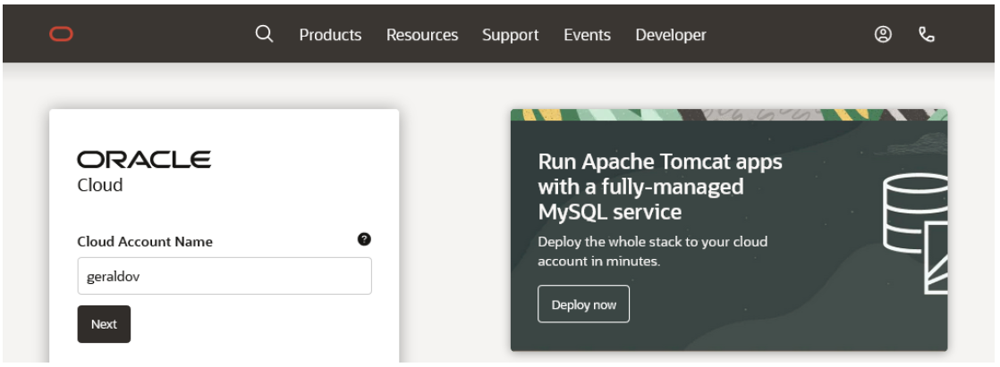 Products Resources Support Events Developer
ORACLE
Cloud
Cloud Account Name
geraldov
Next
Run Apache Tomcat apps
with a fully-managed
MySQL service
Deploy the whole stack to your cloud
account in minutes.
Deploy now